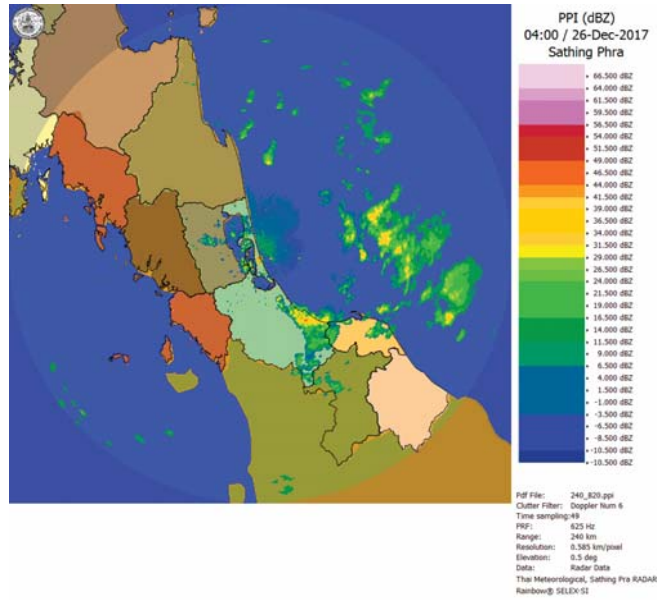 PPI (dBZ)
04:00 / 26-Dec-2017
Sathing Phra
66.500 dBZ
64.000 dBZ
61.500 dBZ
59.500 dBZ
56.500 dBZ
54.000 dBZ
51.500 dBZ
49.000 dBZ
46.500 dBZ
44.000 dBZ
41.500 dBZ
39.000 dBZ
36.500 dBZ
34.000 dBZ
31.500 dBZ
29.000 dBZ
26.500 dBZ
24.000 dBZ
21.500 dBZ
19.000 dBZ
16.500 dBZ
14.000 dBZ
11.500 dBZ
9.000 dBZ
6.500 dBZ
4.000 dBZ
1.500 dBZ
-1.000 dBZ
-3.500 dBZ
-6.000 dBZ
-8.500 dBZ
-10.500 dBZ
-10.500 dBZ
Pdf File: 240_820.ppi
Clutter Filter: Doppler Num 6
Time sampling:49
PRF: 625 Hz
Range: 240 km
Resolution: 0.585 km/pixel
Elevation: 0.5 deg
Data: Radar Data
Thai Meteorological, Sathing Pra RADAR
Rainbow® SELEX-SI